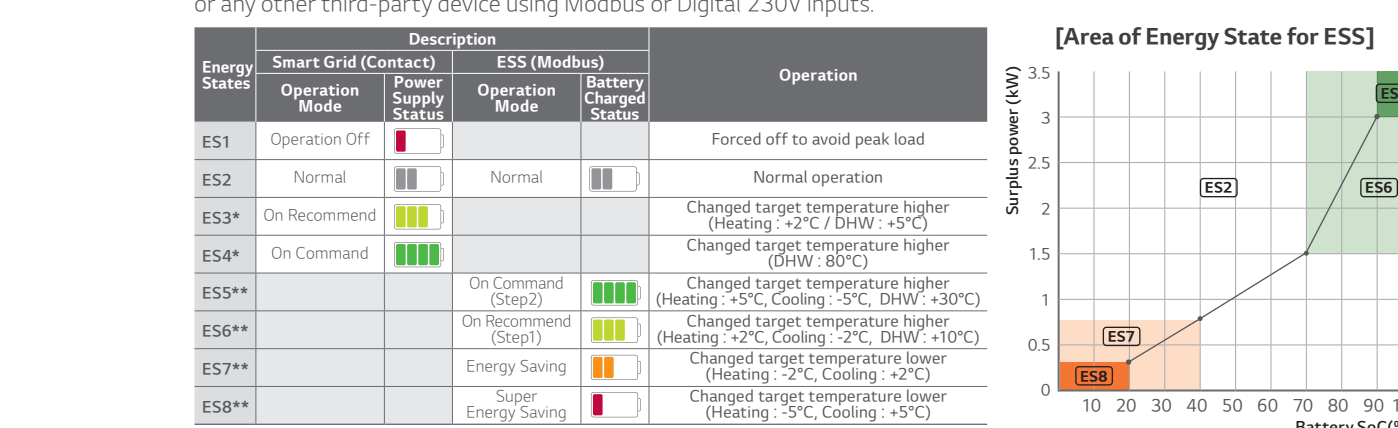 or any other third-party device using Modbus or Digital 230V inputs.
Energy States
Description
Smart Grid (Contact)
ESS (Modbus)
Operation Mode
Power Supply Status
Operation Mode
Battery Charged Status
Operation
ES1 Operation Off Forced off to avoid peak load
ES2 Normal Normal Normal operation
ES3* On Recommend Changed target temperature higher
(Heating : +2°C / DHW : +5°C)
ES4* On Command Changed target temperature higher
(DHW : 80°C)
ES5** On Command (Step2) Changed target temperature higher
(Heating : +5°C, Cooling : -5°C, DHW : +30°C)
ES6** On Recommend (Step1) Changed target temperature higher
(Heating : +2°C, Cooling : -2°C, DHW : +10°C)
ES7** Energy Saving Changed target temperature lower
(Heating : -2°C, Cooling : +2°C)
ES8** Super Energy Saving Changed target temperature lower
(Heating : -5°C, Cooling : +5°C)
[Area of Energy State for ESS]
Surplus power (kW)
3.5
3
2.5
2
1.5
1
0.5
0
ES2
ES6
ES7
ES8
10 20 30 40 50 60 70 80 90
Battery SoC